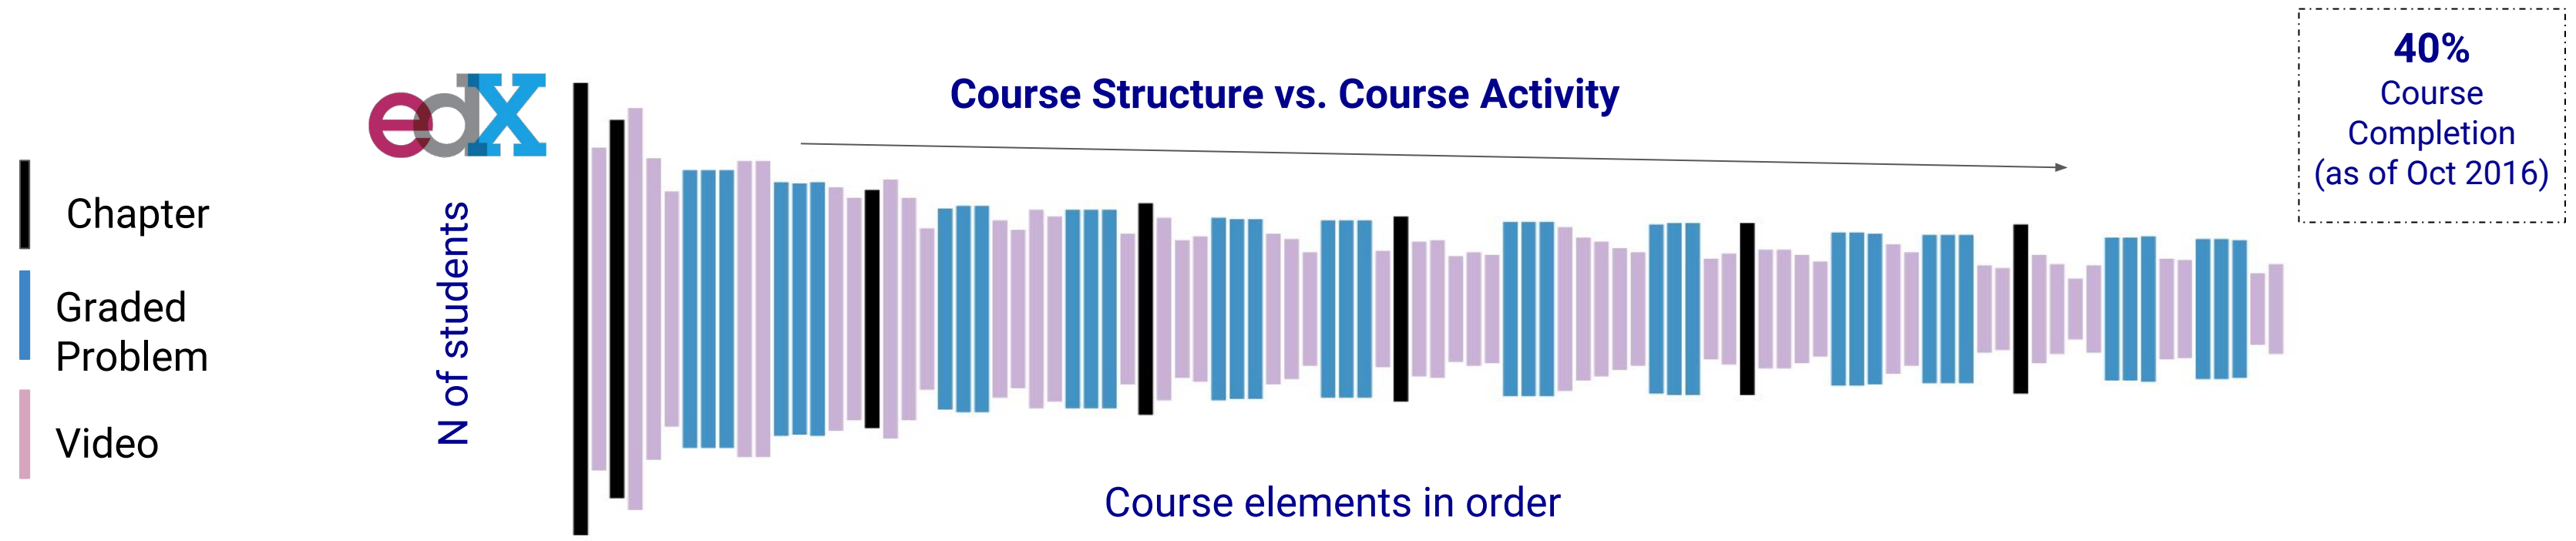 edX
Course Structure vs. Course Activity
40%
Course
Completion
(as of Oct 2016)
Chapter
Graded
Problem
Video
N of students
Course elements in order